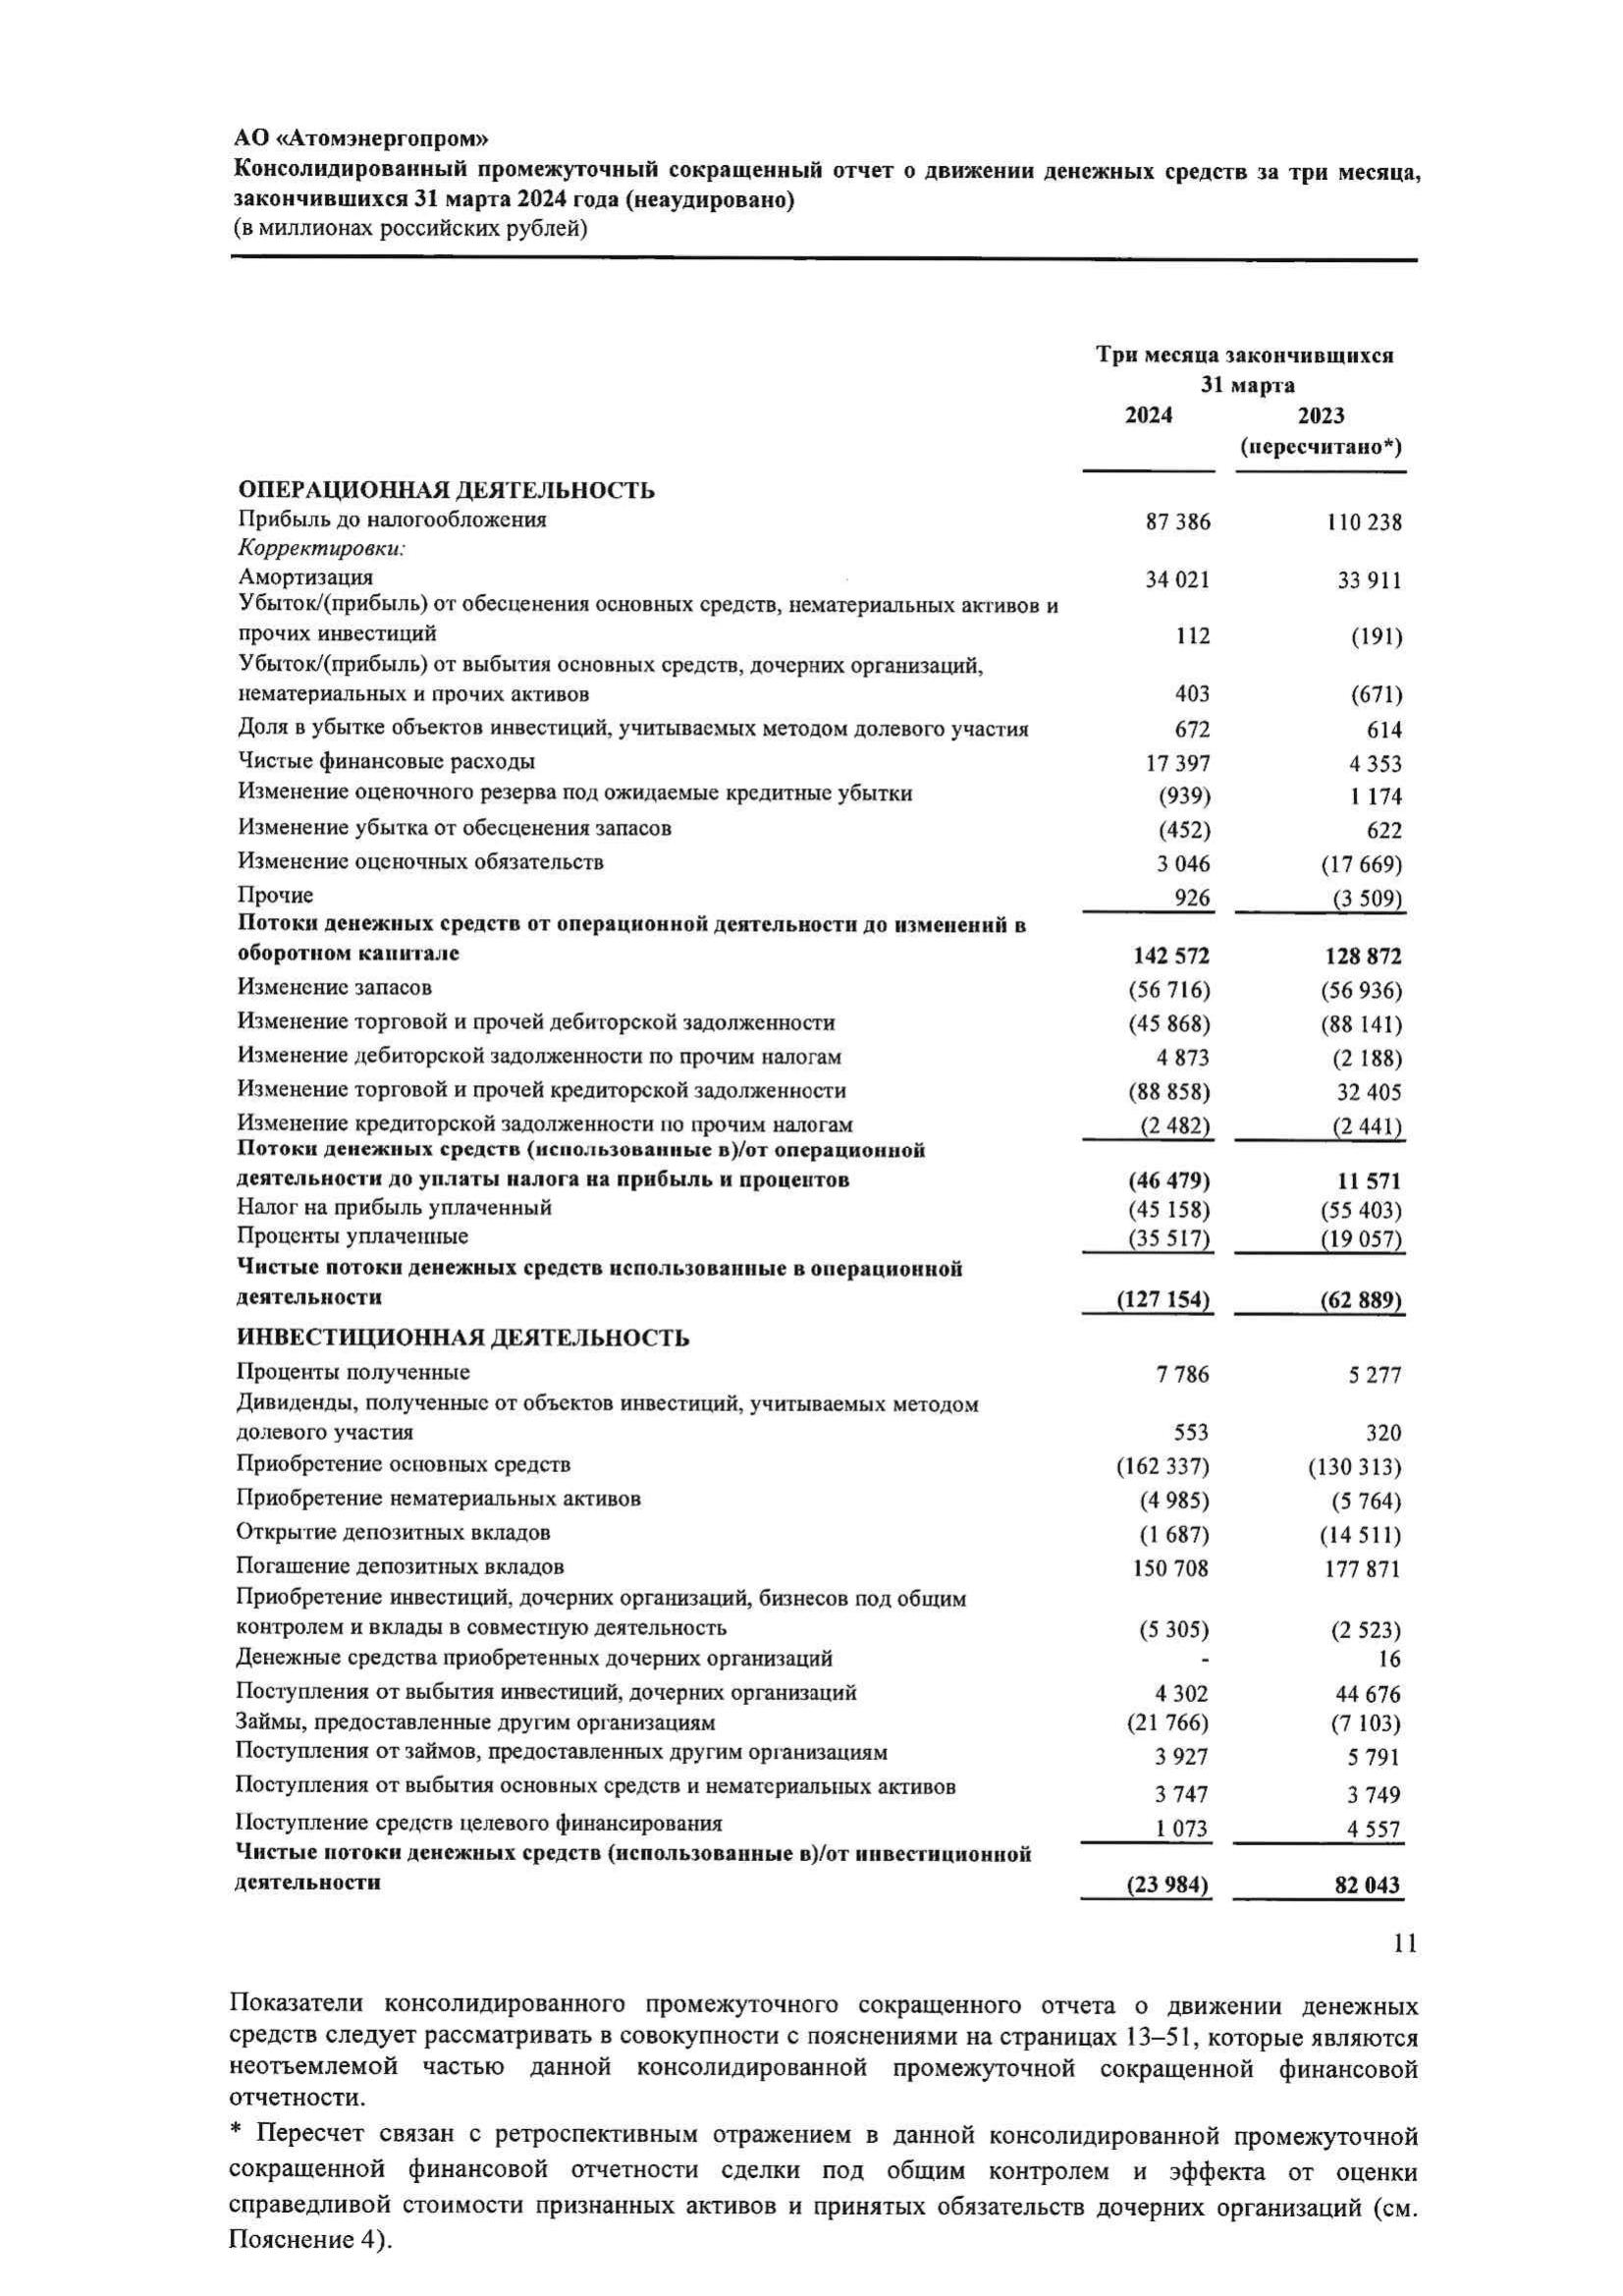 АО «Атомэнергопром»
Консолидированный промежуточный сокращенный отчет о движении денежных средств за три месяца,
закончившихся 31 марта 2024 года (неаудировано)
(в миллионах российских рублей)
Три месяца закончившихся
31 марта
2024 2023
(пересчитано*)
ОПЕРАЦИОННАЯ ДЕЯТЕЛЬНОСТЬ
Прибыль до налогообложения 87 386 110 238
Корректировки:
Амортизация 34 021 33 911
Убыток/(прибыль) от обесценения основных средств, нематериальных активов и
прочих инвестиций 112 (191)
Убыток/(прибыль) от выбытия основных средств, дочерних организаций,
нематериальных и прочих активов 403 (671)
Доля в убытке объектов инвестиций, учитываемых методом долевого участия 672 614
Чистые финансовые расходы 17 397 4 353
Изменение оценочного резерва под ожидаемые кредитные убытки (939) 1 174
Изменение убытка от обесценения запасов (452) 622
Изменение оценочных обязательств 3 046 (17 669)
Прочие 926 (3 509)
Потоки денежных средств от операционной деятельности до изменений в
оборотном капитале 142 572 128 872
Изменение запасов (56 716) (56 936)
Изменение торговой и прочей дебиторской задолженности (45 868) (88 141)
Изменение дебиторской задолженности по прочим налогам 4 873 (2 188)
Изменение торговой и прочей кредиторской задолженности (88 858) 32 405
Изменение кредиторской задолженности по прочим налогам (2 482) (2 441)
Потоки денежных средств (использованные в)/от операционной
деятельности до уплаты налога на прибыль и процентов (46 479) 11 571
Налог на прибыль уплаченный (45 158) (55 403)
Проценты уплаченные (35 517) (19 057)
Чистые потоки денежных средств использованные в операционной
деятельности (127 154) (62 889)
ИНВЕСТИЦИОННАЯ ДЕЯТЕЛЬНОСТЬ
Проценты полученные 7 786 5 277
Дивиденды, полученные от объектов инвестиций, учитываемых методом
долевого участия 553 320
Приобретение основных средств (162 337) (130 313)
Приобретение нематериальных активов (4 985) (5 764)
Открытие депозитных вкладов (1 687) (14 511)
Погашение депозитных вкладов 150 708 177 871
Приобретение инвестиций, дочерних организаций, бизнесов под общим
контролем и вклады в совместную деятельность (5 305) (2 523)
Денежные средства приобретенных дочерних организаций - 16
Поступления от выбытия инвестиций, дочерних организаций 4 302 44 676
Займы, предоставленные другим организациям (21 766) (7 103)
Поступления от займов, предоставленных другим организациям 3 927 5 791
Поступления от выбытия основных средств и нематериальных активов 3 747 3 749
Поступление средств целевого финансирования 1 073 4 557
Чистые потоки денежных средств (использованные в)/от инвестиционной
деятельности (23 984) 82 043
11
Показатели консолидированного промежуточного сокращенного отчета о движении денежных
средств следует рассматривать в совокупности с пояснениями на страницах 13–51, которые являются
неотъемлемой частью данной консолидированной промежуточной сокращенной финансовой
отчетности.
* Пересчет связан с ретроспективным отражением в данной консолидированной промежуточной
сокращенной финансовой отчетности сделки под общим контролем и эффекта от оценки
справедливой стоимости признанных активов и принятых обязательств дочерних организаций (см.
Пояснение 4).